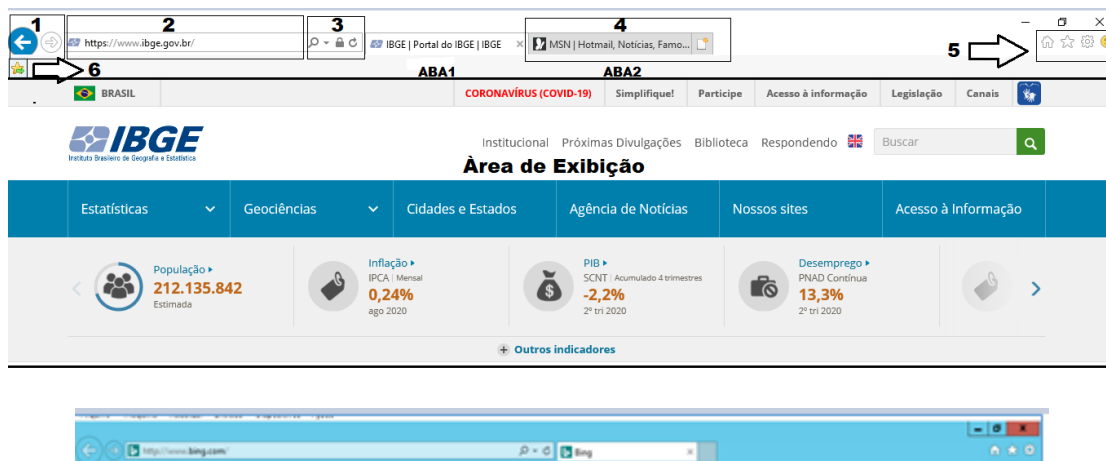 1 2 3 4
https://www.ibge.gov.br/ IBGE | Portal do IBGE | IBGE MSN | Hotmail, Notícias, Famo... 5
6 ABA1 ABA2
BRASIL CORONAVÍRUS (COVID-19) Simplifique! Participe Acesso à informação Legislação Canais
IBGE
Instituto Brasileiro de Geografia e Estatística
Institucional Próximas Divulgações Biblioteca Respondendo Buscar
Àrea de Exibição
Estatísticas Geociências Cidades e Estados Agência de Notícias Nossos sites Acesso à Informação
População
212.135.842
Estimada
Inflação
IPCA | Mensal
0,24%
ago 2020
PIB
SCNT | Acumulado 4 trimestres
-2,2%
2º tri 2020
Desemprego
PNAD Contínua
13,3%
2º tri 2020
Outros indicadores
http://www.bing.com/ Bing